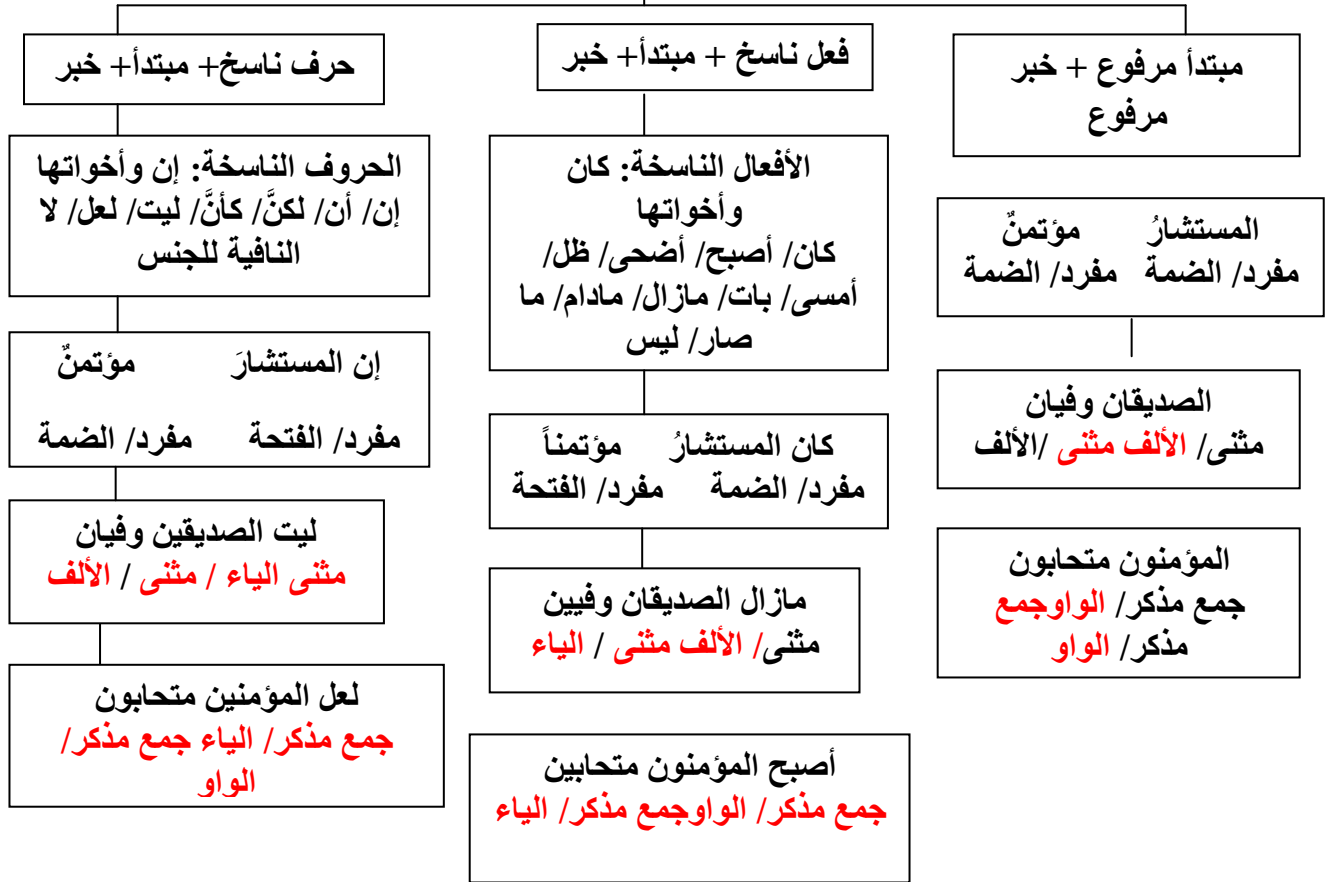 مبتدأ مرفوع + خبر
مرفوع
المستشارُ مؤتمنٌ
مفرد/ الضمة مفرد/ الضمة
الصديقان وفيان
مثنى/ الألف مثنى /الألف
المؤمنون متحابون
جمع مذكر/ الواوجمع
مذكر/ الواو
فعل ناسخ + مبتدأ+ خبر
الأفعال الناسخة: كان
وأخواتها
كان/ أصبح/ أضحى/ ظل/
أمسى/ بات/ مازال/ مادام/ ما
صار/ ليس
كان المستشارُ مؤتمناً
مفرد/ الضمة مفرد/ الفتحة
مازال الصديقان وفيين
مثنى/ الألف مثنى / الياء
أصبح المؤمنون متحابين
جمع مذكر/ الواوجمع مذكر/ الياء
حرف ناسخ+ مبتدأ+ خبر
الحروف الناسخة: إن وأخواتها
إن/ أن/ لكنَّ/ كأنَّ/ ليت/ لعل/ لا
النافية للجنس
إن المستشارَ مؤتمنٌ
مفرد/ الفتحة مفرد/ الضمة
ليت الصديقين وفيان
مثنى الياء / مثنى / الألف
لعل المؤمنين متحابون
جمع مذكر/ الياء جمع مذكر/
الواو